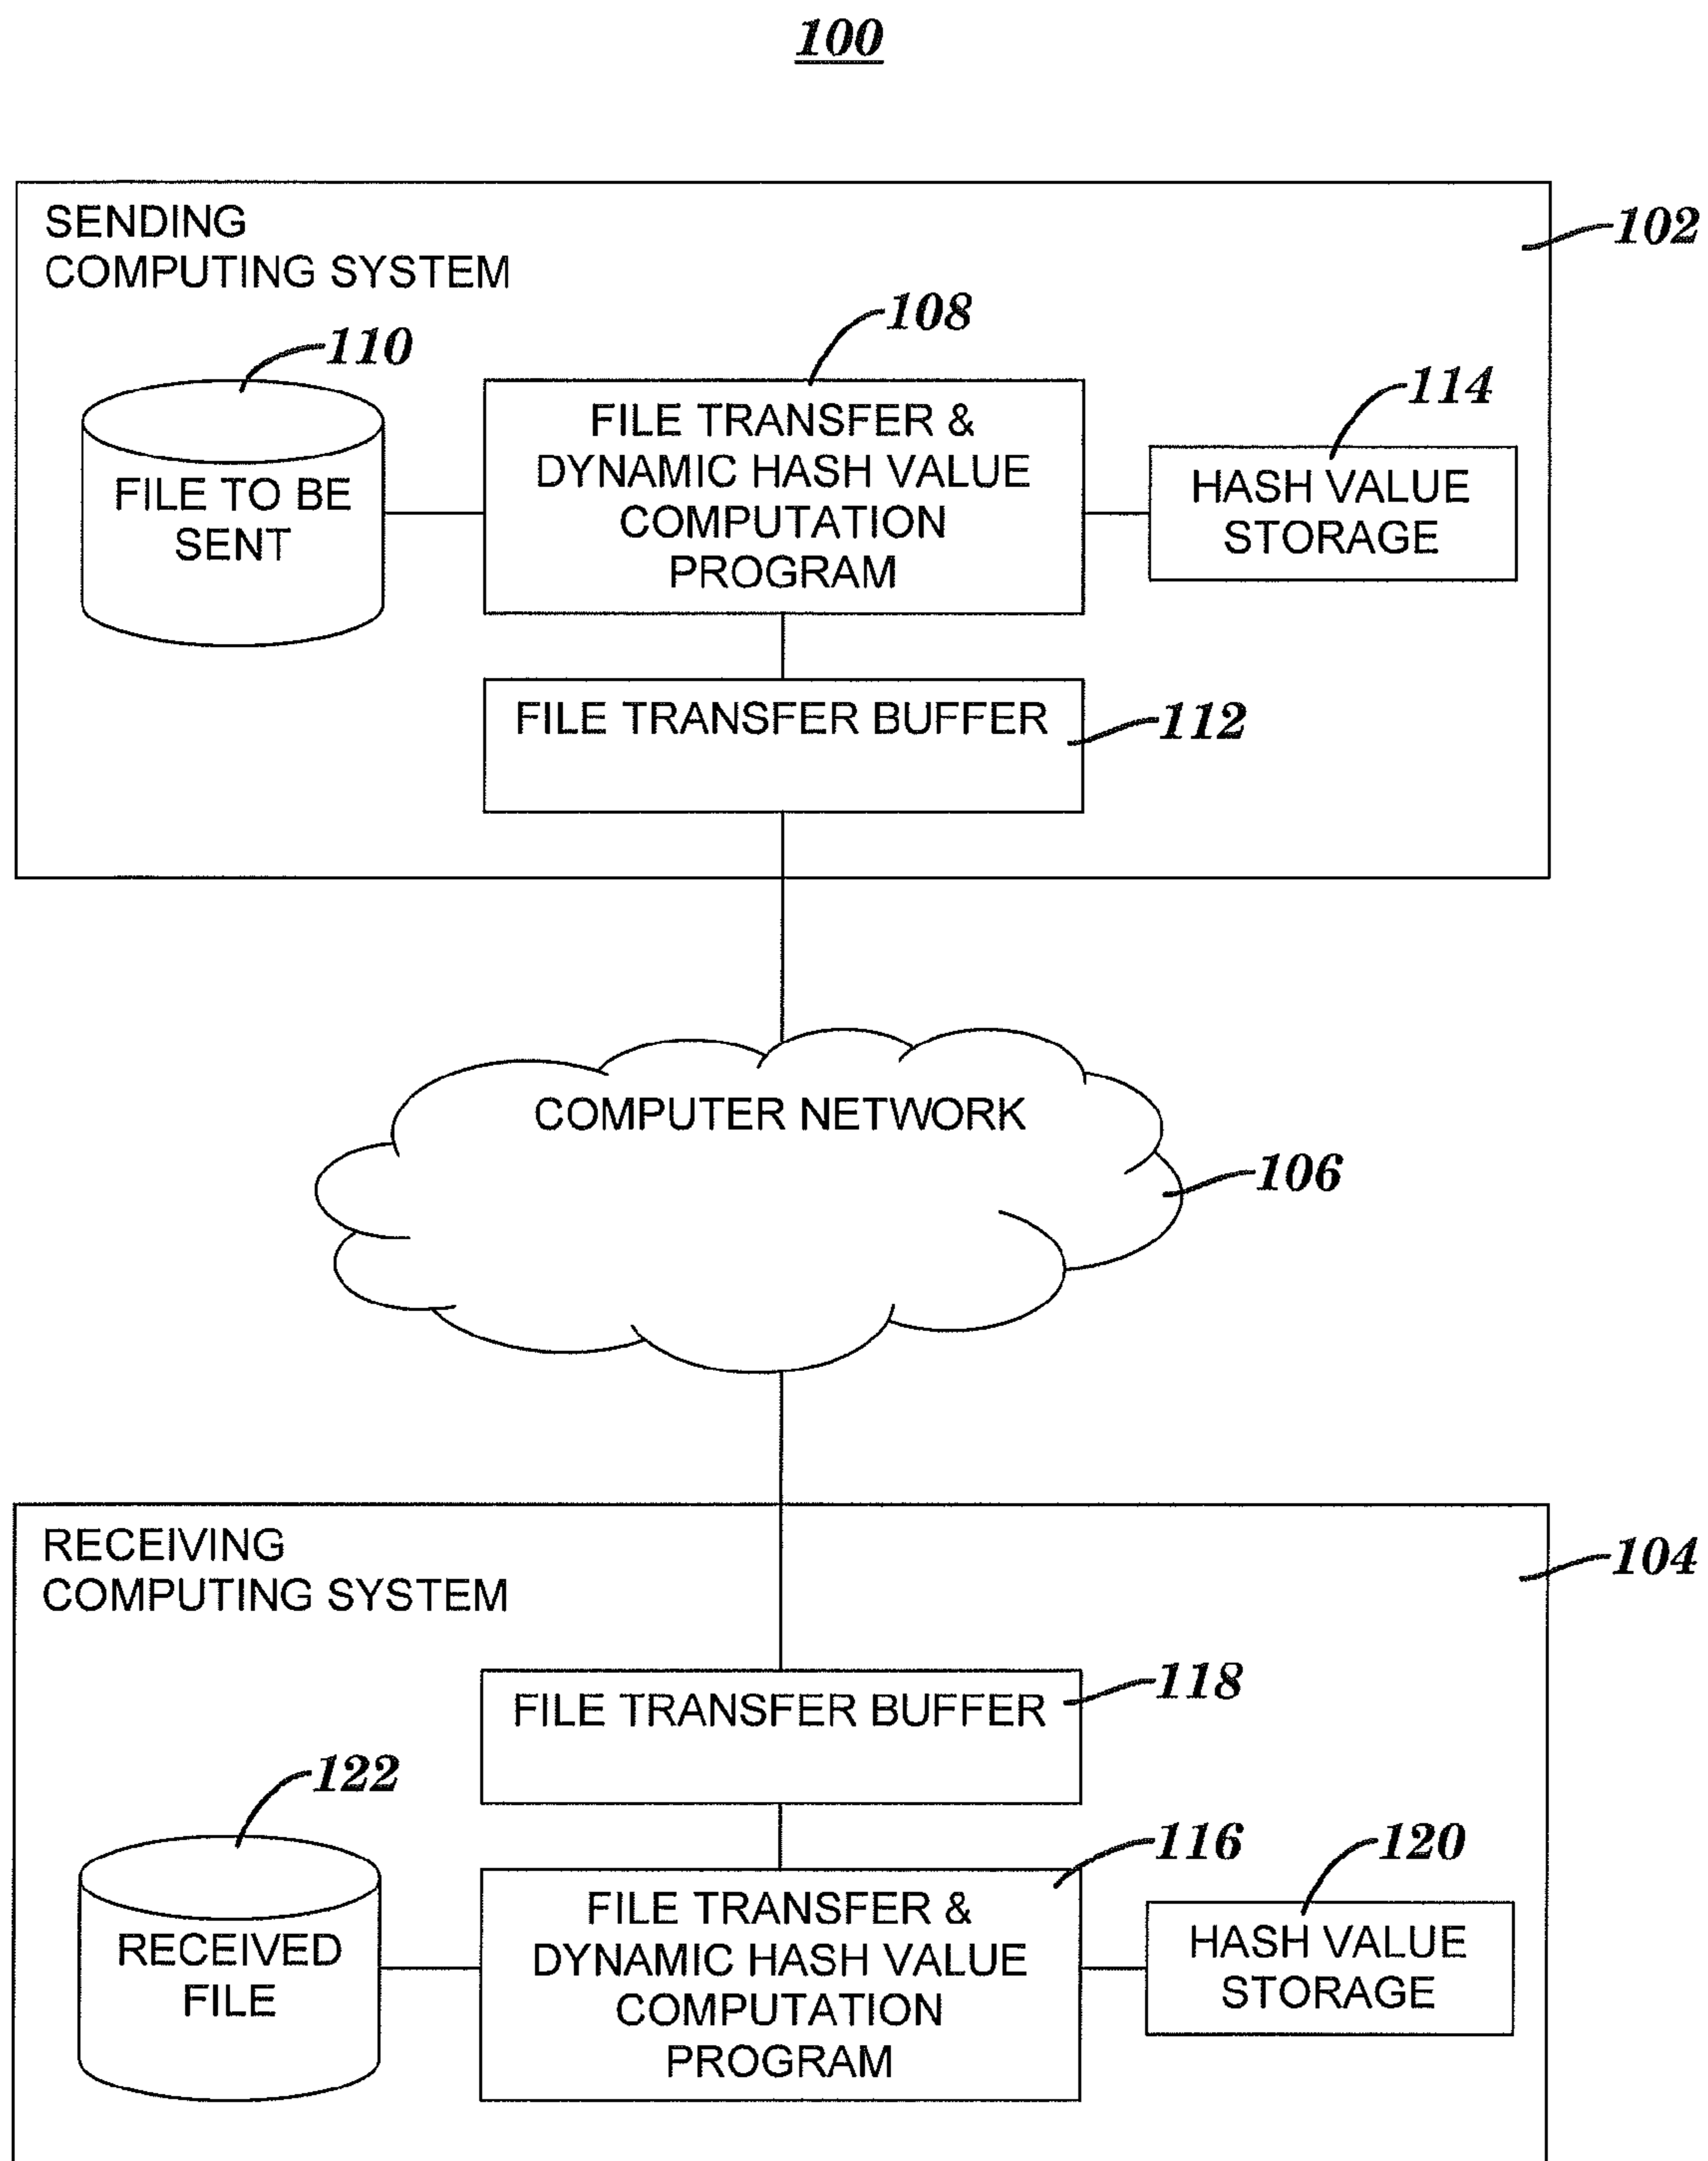 100
SENDING
COMPUTING SYSTEM
102
108
110
114
FILE TRANSFER &
DYNAMIC HASH VALUE
COMPUTATION
PROGRAM
FILE TO BE
SENT
HASH VALUE
STORAGE
FILE TRANSFER BUFFER
112
COMPUTER NETWORK
106
RECEIVING
COMPUTING SYSTEM
104
FILE TRANSFER BUFFER
118
122
116
120
FILE TRANSFER &
DYNAMIC HASH VALUE
COMPUTATION
PROGRAM
RECEIVED
FILE
HASH VALUE
STORAGE